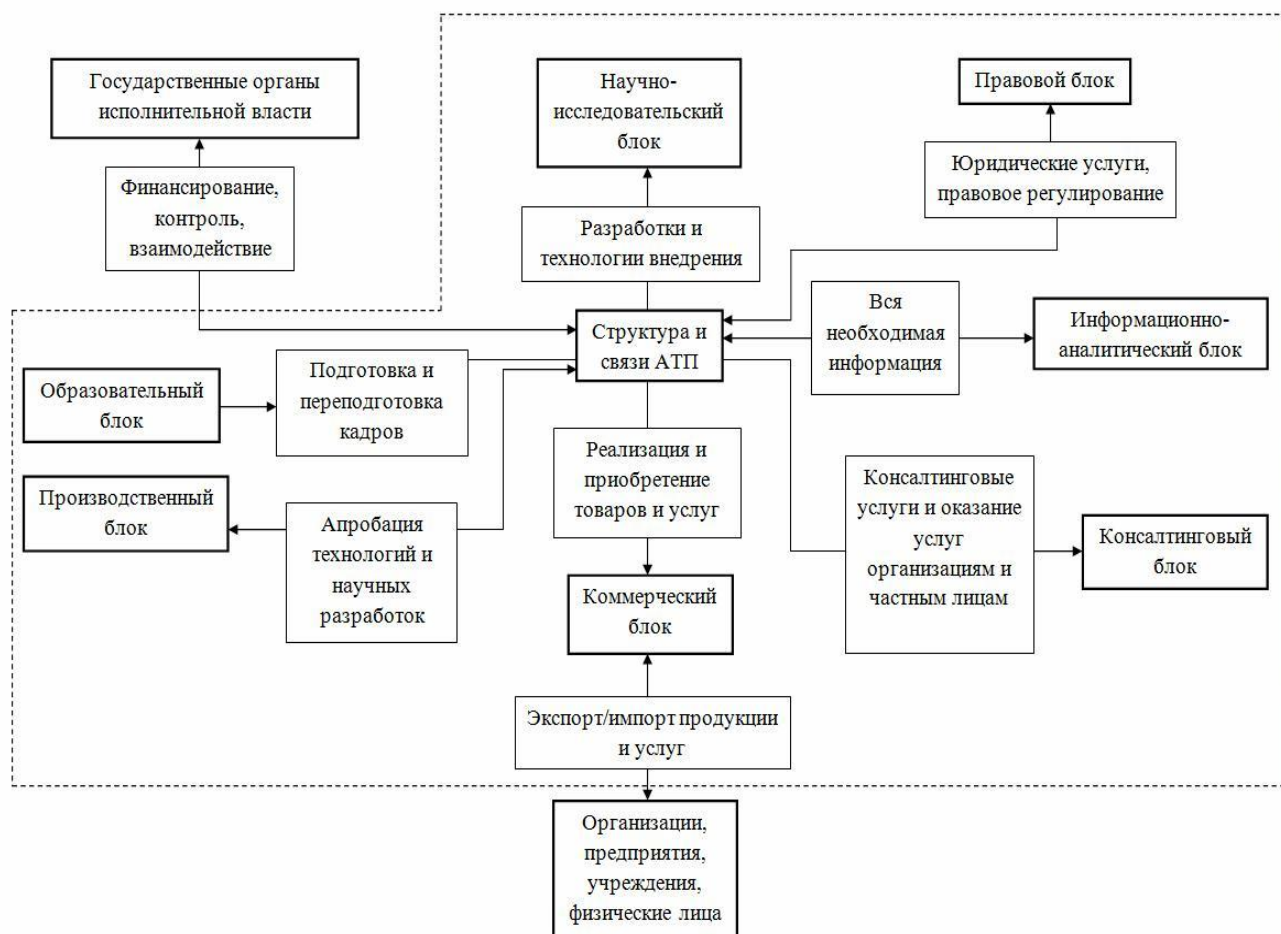 Государственные органы
исполнительной власти
Научно-
исследовательский
блок
Правовой блок
Финансирование,
контроль,
взаимодействие
Разработки и
технологии внедрения
Юридические услуги,
правовое регулирование
Структура и
связи АТП
Вся
необходимая
информация
Информационно-
аналитический блок
Образовательный
блок
Подготовка и
переподготовка
кадров
Производственный
блок
Апробация
технологий и
научных
разработок
Реализация и
приобретение
товаров и услуг
Консалтинговые
услуги и оказание
услуг
организациям и
частным лицам
Консалтинговый
блок
Коммерческий
блок
Экспорт/импорт продукции
и услуг
Организации,
предприятия,
учреждения,
физические лица